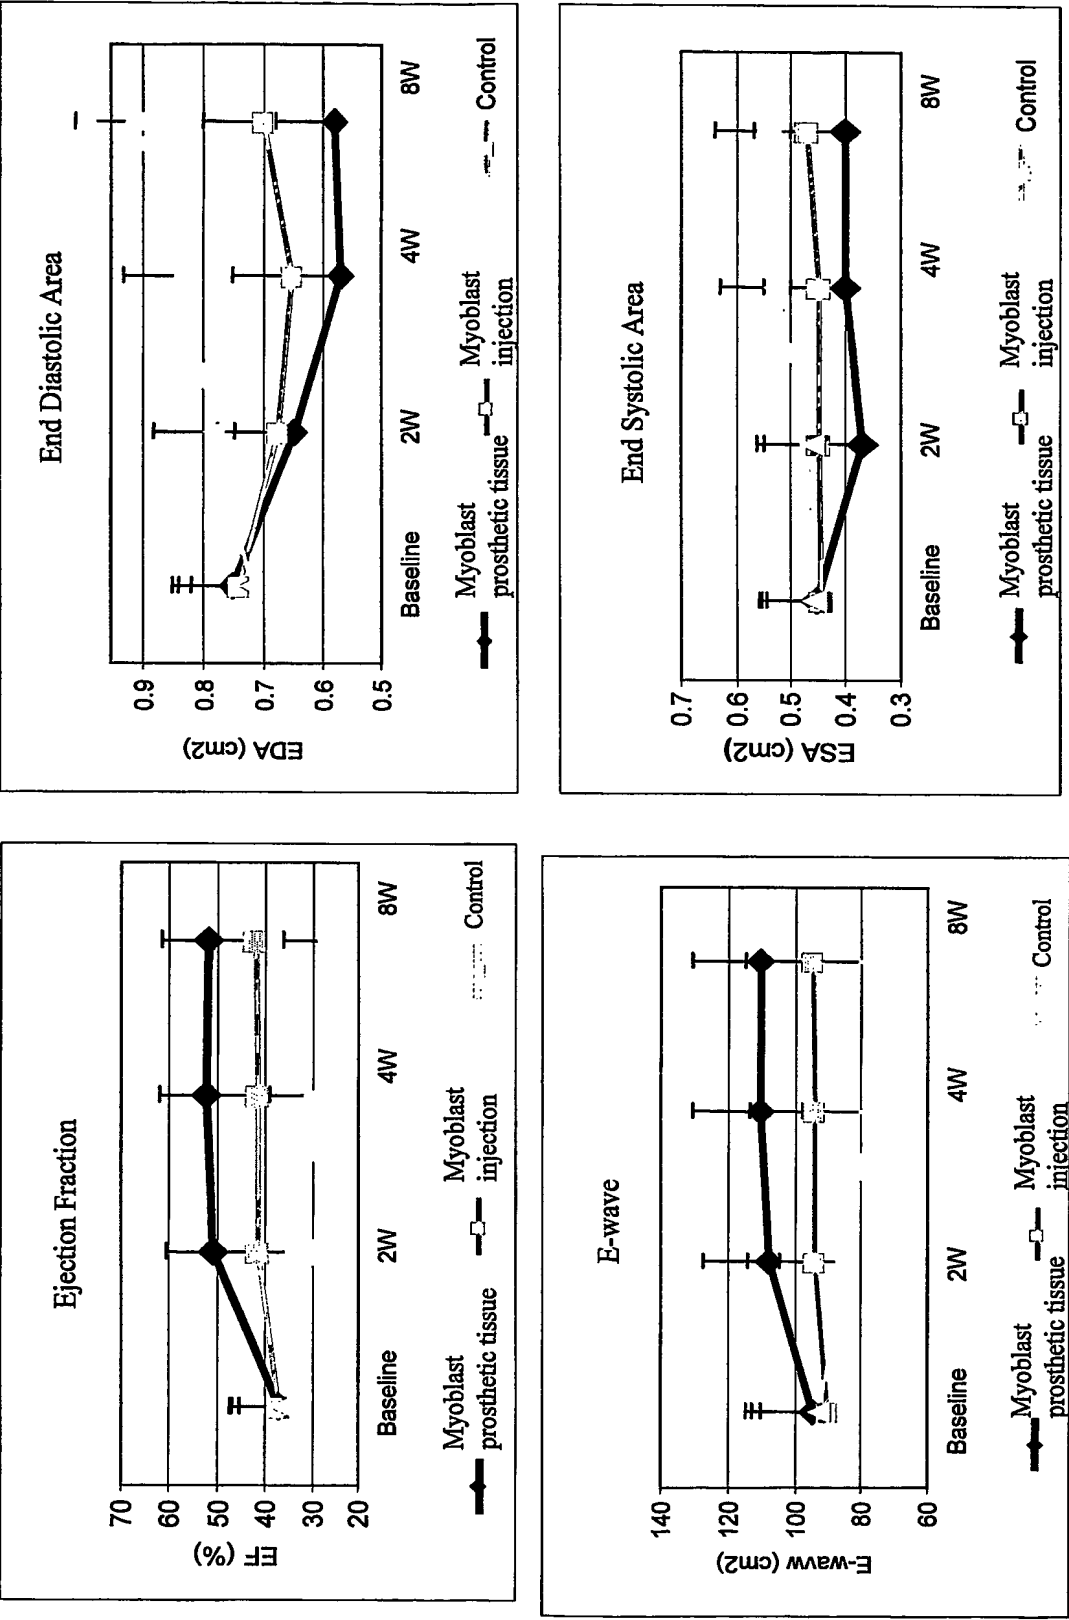 Ejection Fraction
EF (%)
70
60
50
40
30
20
Baseline
2W
4W
8W
Myoblast
prosthetic tissue
Myoblast
injection
Control
End Diastolic Area
EDA (cm2)
0.9
0.8
0.7
0.6
0.5
Baseline
2W
4W
8W
Myoblast
prosthetic tissue
Myoblast
injection
Control
E-wave
E-wavw (cm2)
140
120
100
80
60
Baseline
2W
4W
8W
Myoblast
prosthetic tissue
Myoblast
injection
Control
End Systolic Area
ESA (cm2)
0.7
0.6
0.5
0.4
0.3
Baseline
2W
4W
8W
Myoblast
prosthetic tissue
Myoblast
injection
Control